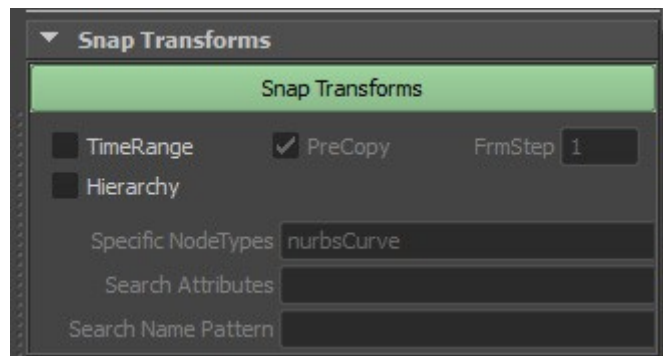 Snap Transforms
Snap Transforms
TimeRange PreCopy FrmStep 1
Hierarchy
Specific NodeTypes nurbsCurve
Search Attributes
Search Name Pattern